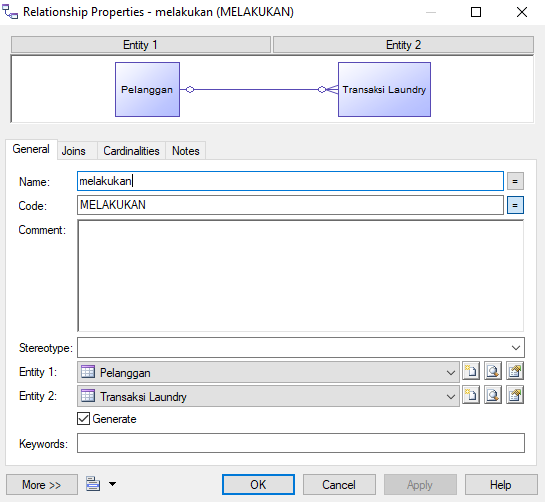 Relationship Properties - melakukan (MELAKUKAN)
Entity 1 Entity 2
Pelanggan Transaksi Laundry
General Joins Cardinalities Notes
Name: melakukan =
Code: MELAKUKAN =
Comment:
Stereotype:
Entity 1: Pelanggan
Entity 2: Transaksi Laundry
Generate
Keywords:
More >> OK Cancel Apply Help